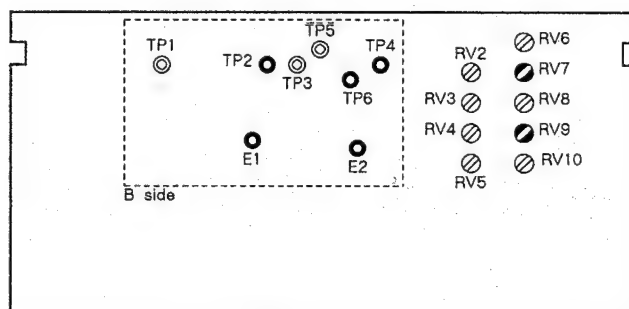 TP5
RV6
TP1
TP2
TP3
TP4
RV2
RV7
TP6
RV3
RV8
RV4
RV9
E1
E2
RV5
RV10
B side